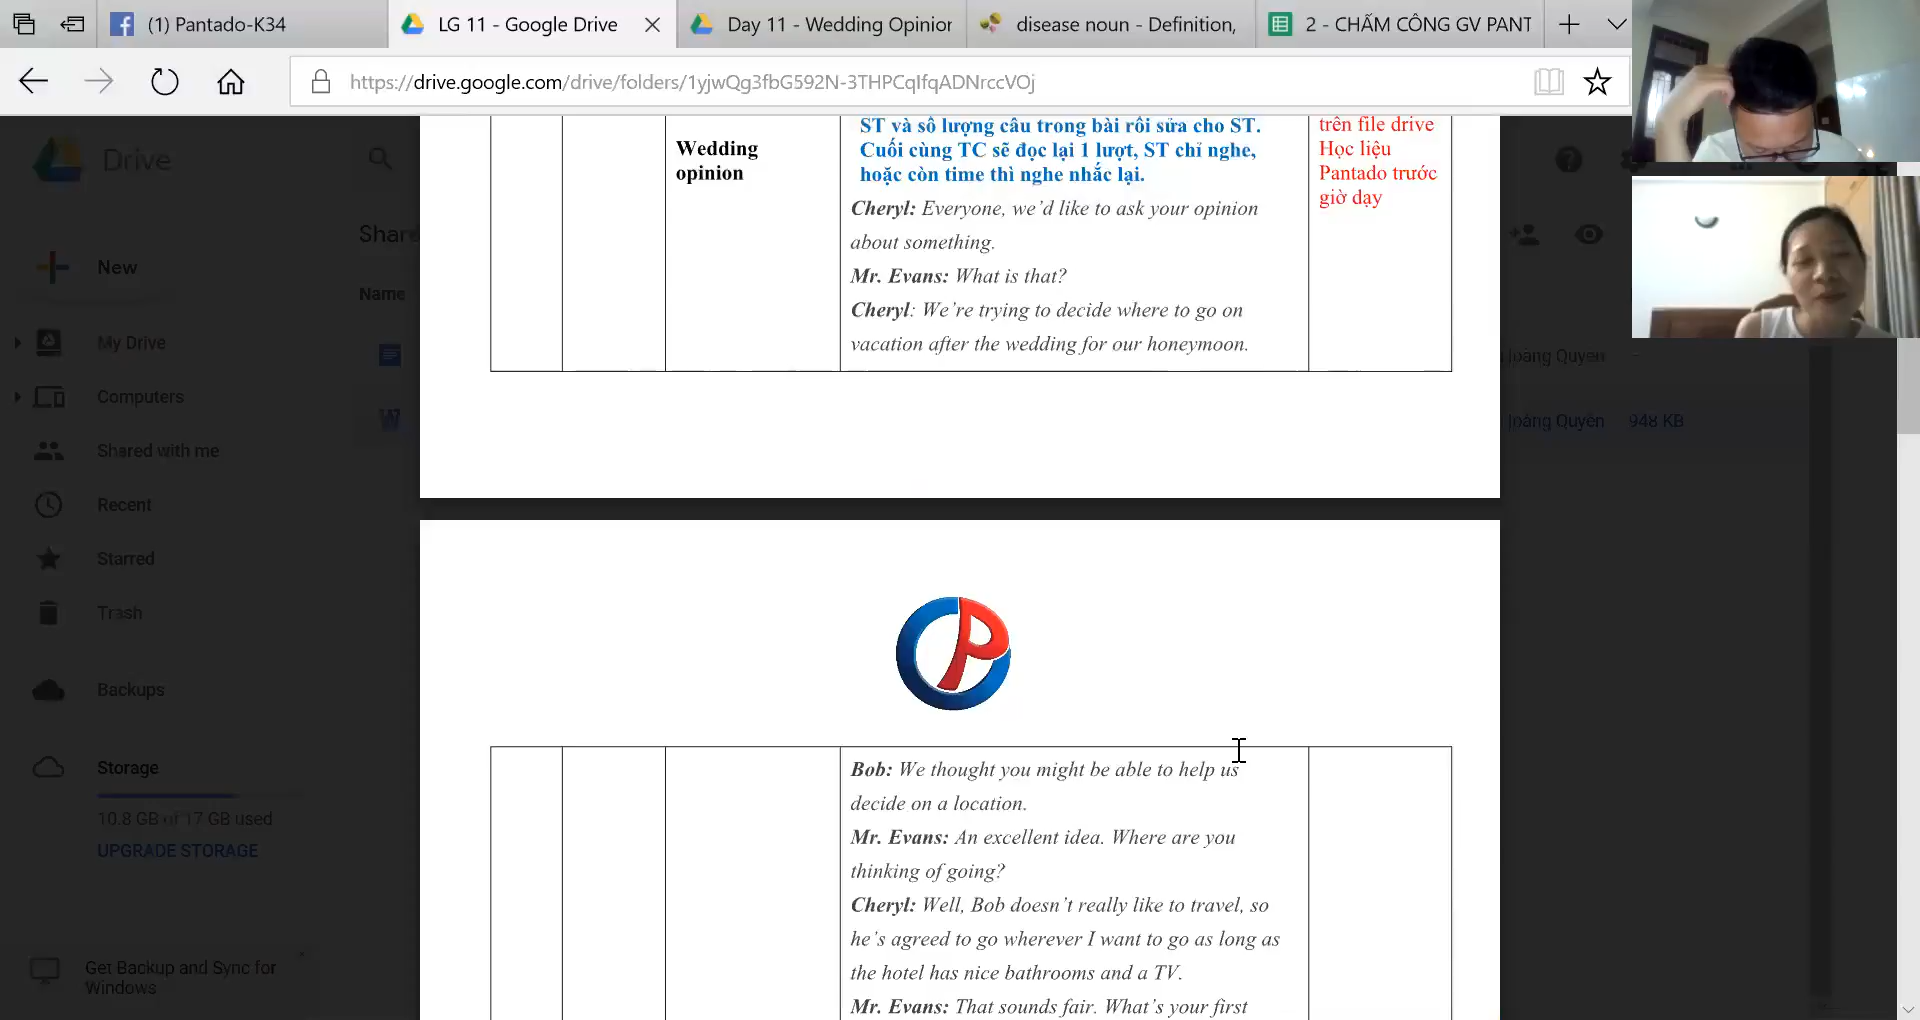 (1) Pantado-K34
LG 11 - Google Drive
Day 11 - Wedding Opinior
disease noun - Definition,
2 - CHẤM CÔNG GV PANT
https://drive.google.com/drive/folders/1yjwQg3fbG592N-3THPCqIfqADNrccVOj
Drive
Share
New
Name
My Drive
Computers
Shared with me
Recent
Starred
Trash
Backups
Storage
10.8 GB of 17 GB used
UPGRADE STORAGE
Get Backup and Sync for
Windows
Wedding
opinion
ST và số lượng câu trong bài rồi sửa cho ST.
Cuối cùng TC sẽ đọc lại 1 lượt, ST chỉ nghe,
hoặc còn time thì nghe nhắc lại.
Cheryl: Everyone, we’d like to ask your opinion
about something.
Mr. Evans: What is that?
Cheryl: We’re trying to decide where to go on
vacation after the wedding for our honeymoon.
trên file drive
Học liệu
Pantado trước
giờ dạy
Hoàng Quyên
Hoàng Quyên 948 KB
P
Bob: We thought you might be able to help us
decide on a location.
Mr. Evans: An excellent idea. Where are you
thinking of going?
Cheryl: Well, Bob doesn’t really like to travel, so
he’s agreed to go wherever I want to go as long as
the hotel has nice bathrooms and a TV.
Mr. Evans: That sounds fair. What’s your first